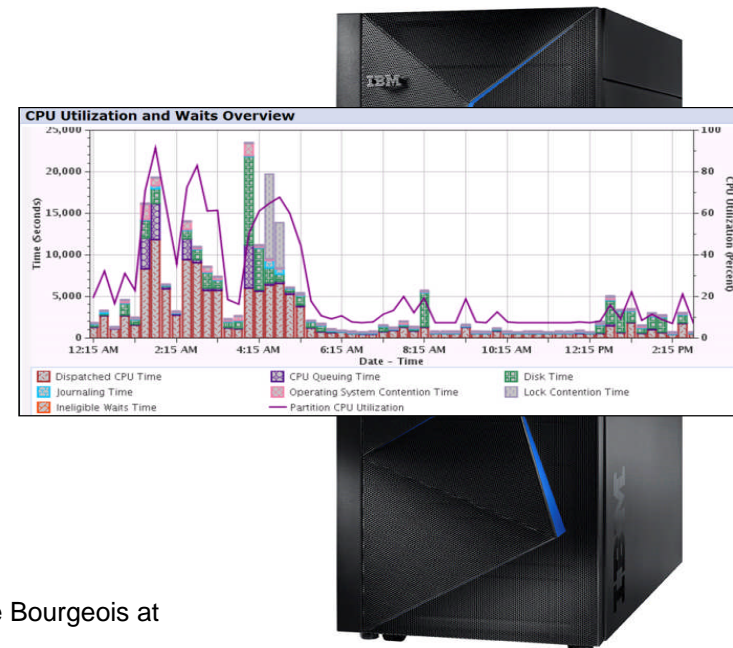 IBM
CPU Utilization and Waits Overview
25,000
20,000
15,000
10,000
5,000
0
Time (Seconds)
100
80
60
40
20
0
CPU Utilization (Percent)
12:15 AM 2:15 AM 4:15 AM 6:15 AM 8:15 AM 10:15 AM 12:15 PM 2:15 PM
Date - Time
Dispatched CPU Time CPU Queuing Time Disk Time
Journaling Time Operating System Contention Time Lock Contention Time
Ineligible Waits Time Partition CPU Utilization
IBM
Bourgeois at